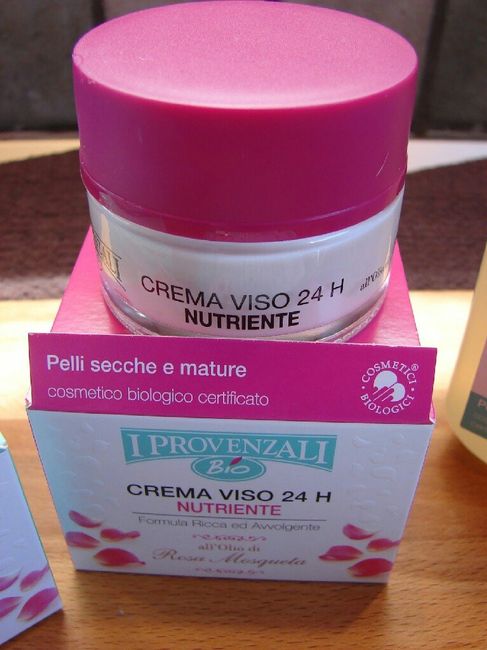 CREMA VISO 24 H
NUTRIENTE
Pelli secche e mature
cosmetico biologico certificato
COSMETICI
BIOLOGICI
®
I PROVENZALI
Bio
CREMA VISO 24 H
NUTRIENTE
Formula Ricca ed Avvolgente
all'Olio di
Rosa Mosqueta